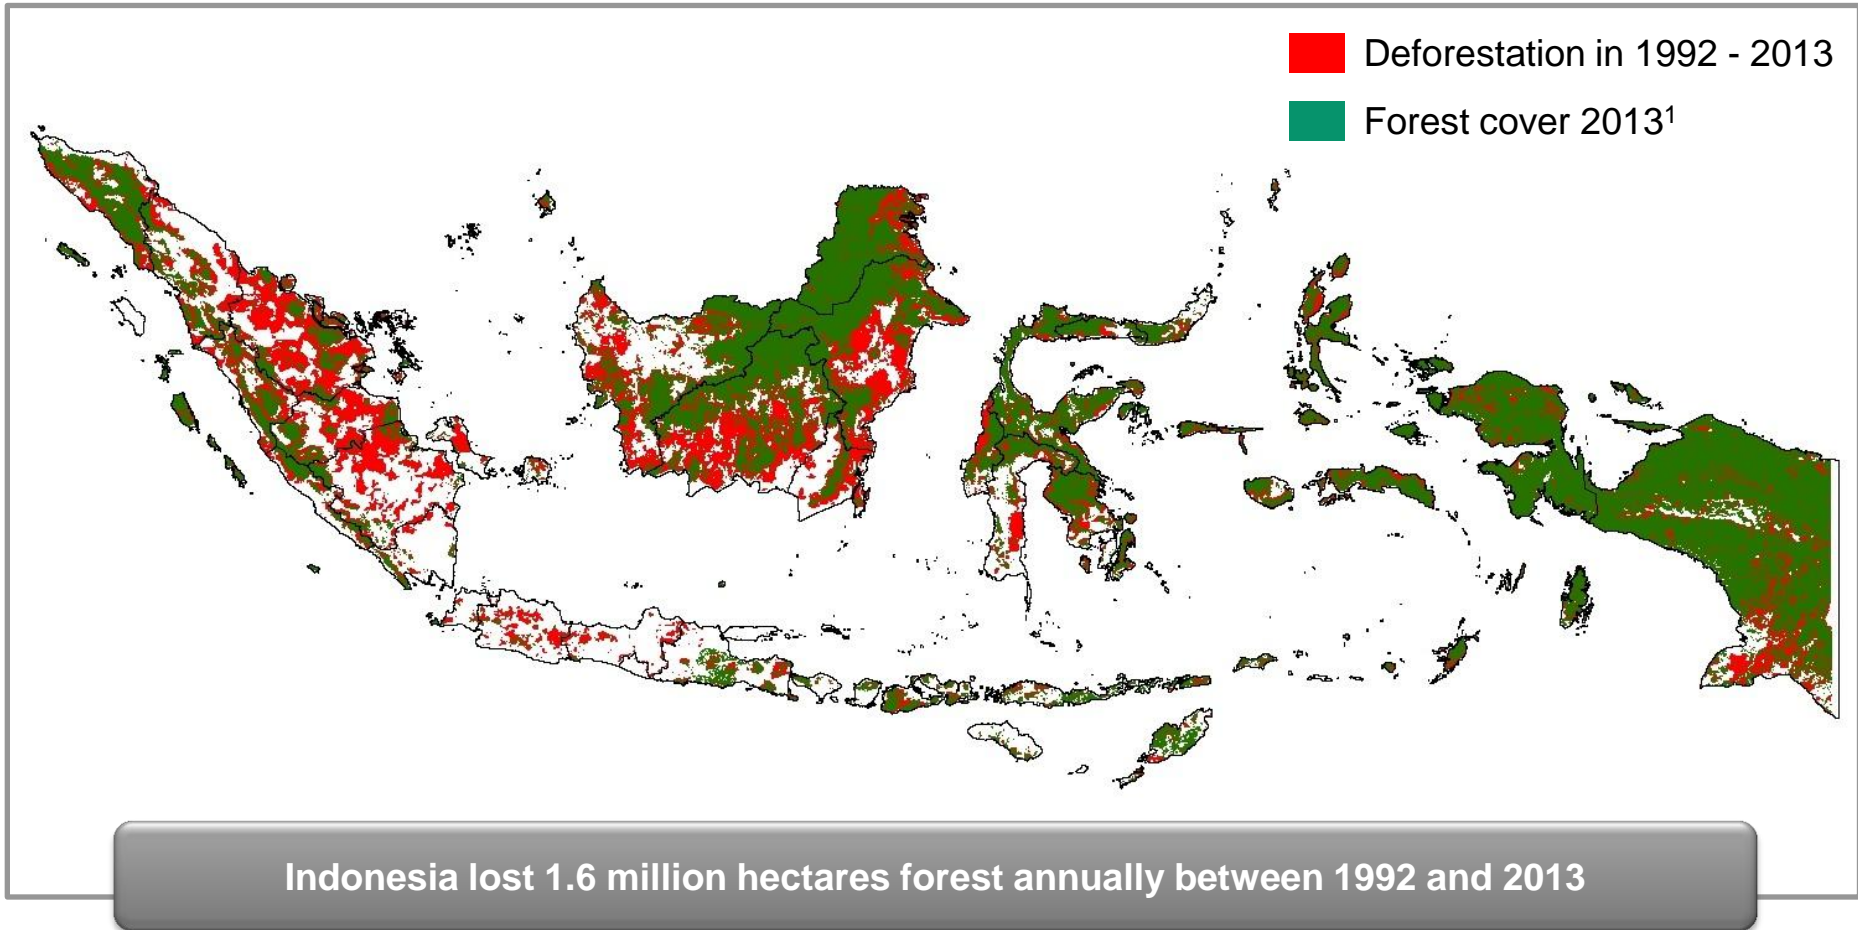 Deforestation in 1992 - 2013
Forest cover 2013¹
Indonesia lost 1.6 million hectares forest annually between 1992 and 2013